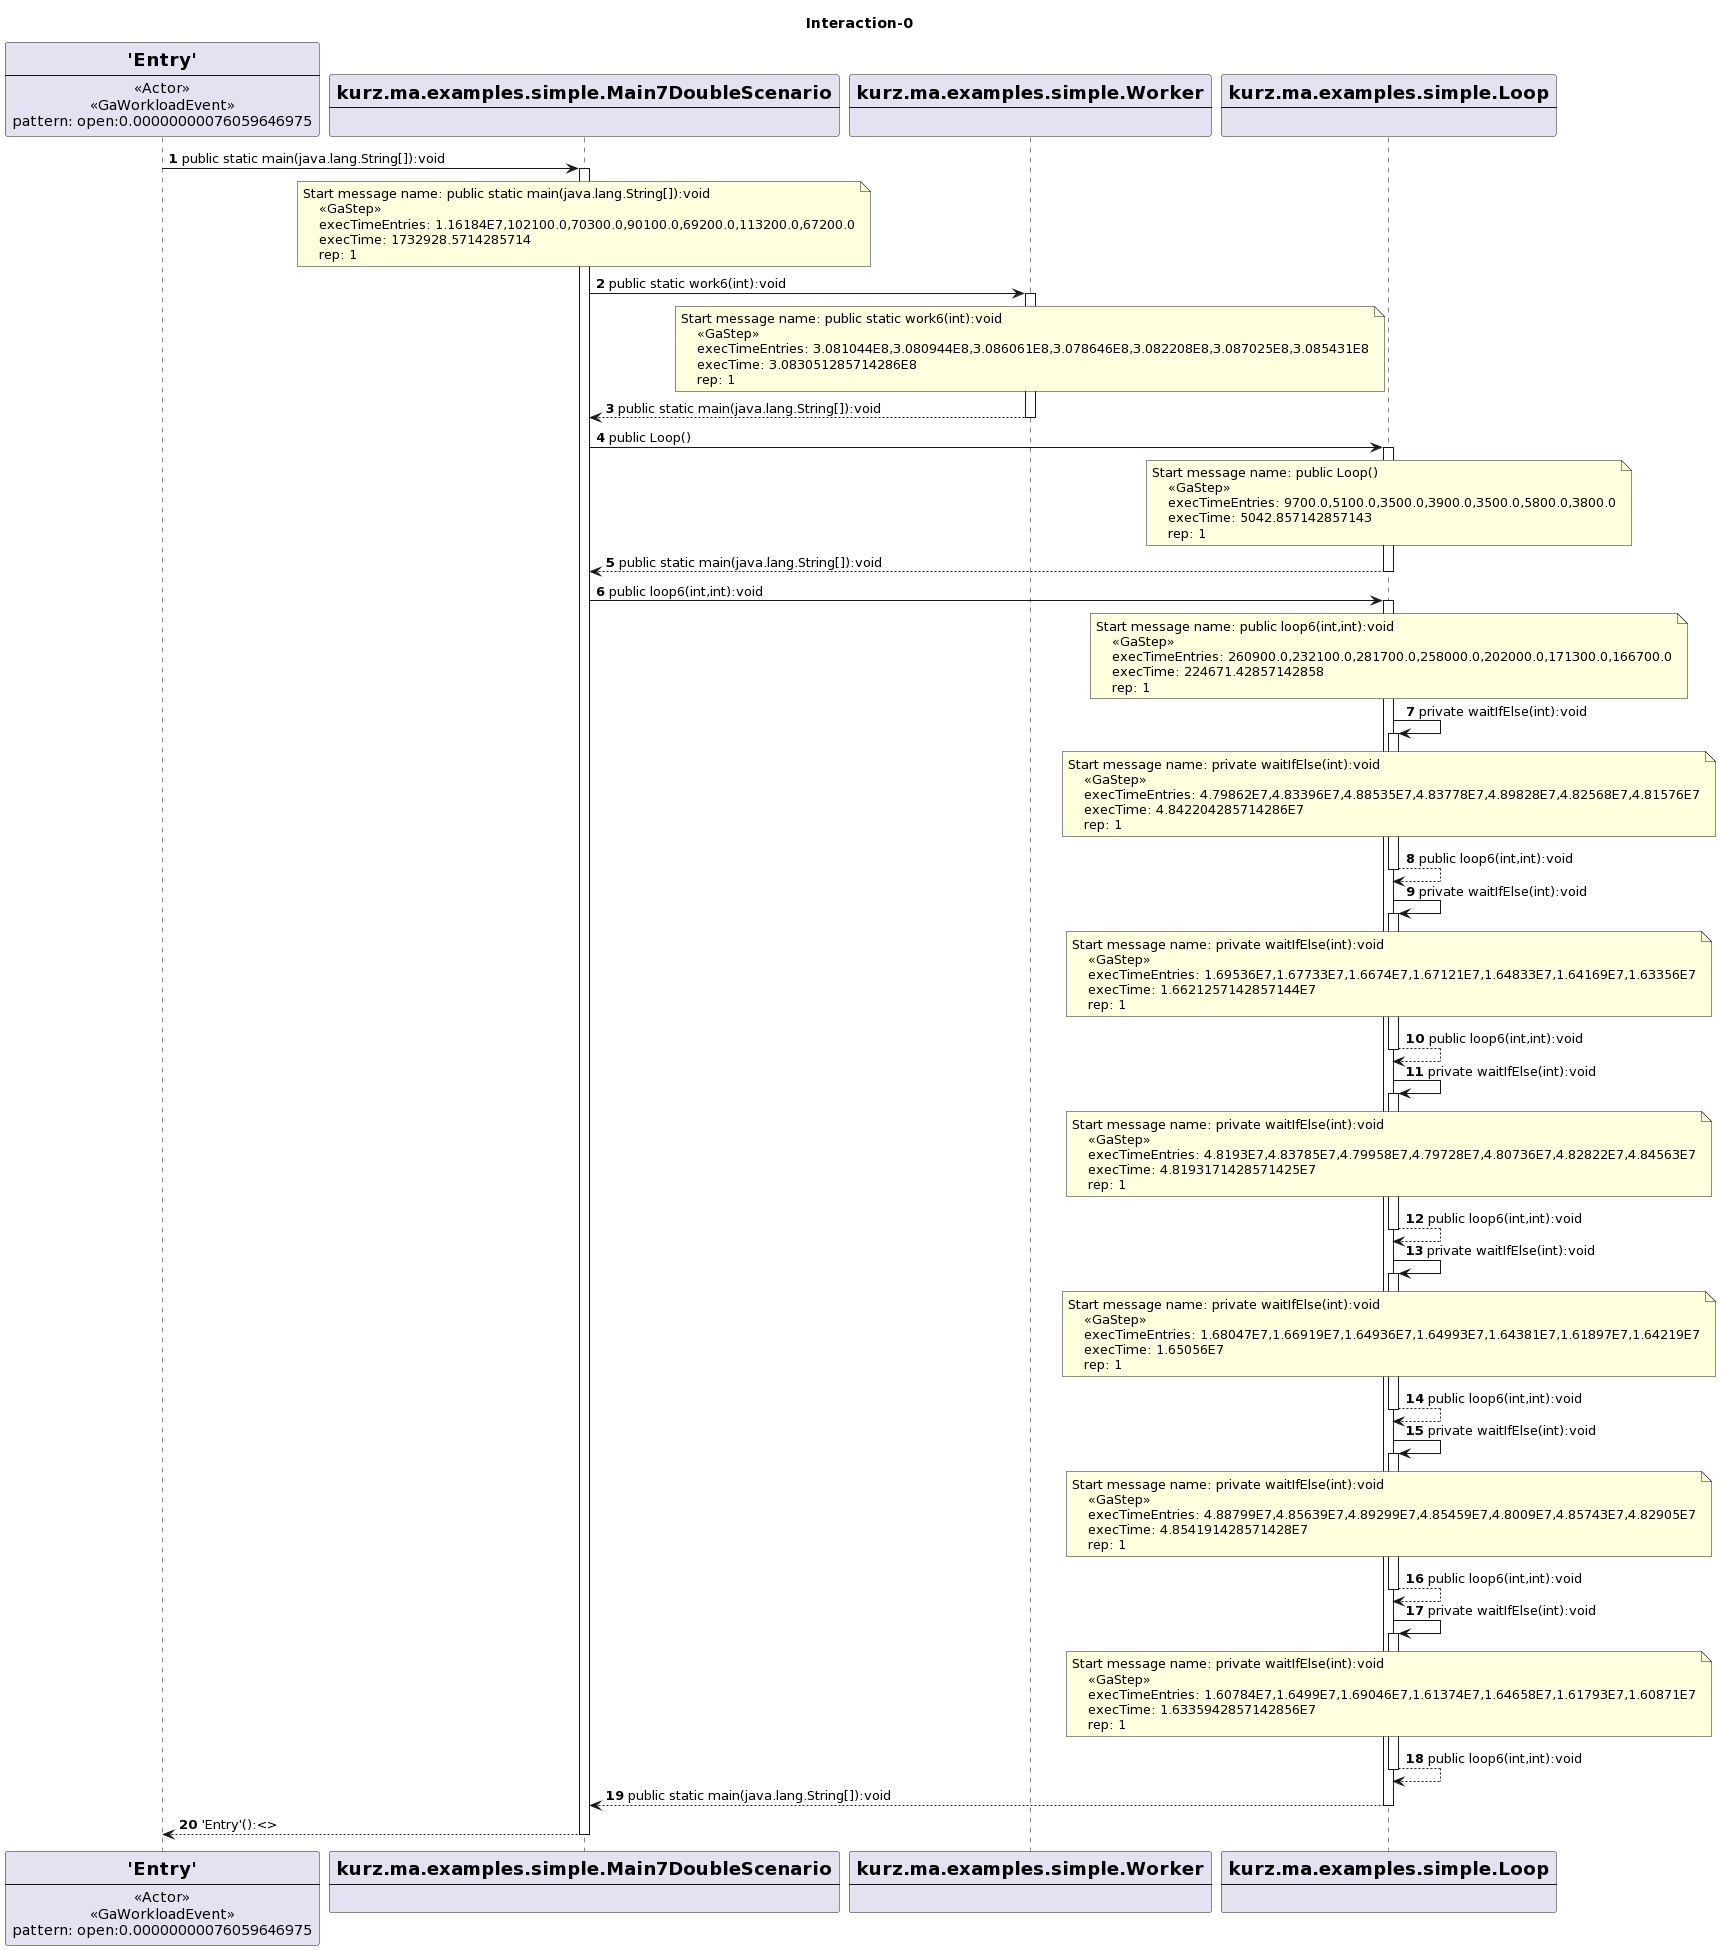 Interaction-0
'Entry'
«Actor»
«GaWorkloadEvent»
pattern: open:0.00000000076059646975
kurz.ma.examples.simple.Main7DoubleScenario
kurz.ma.examples.simple.Worker
kurz.ma.examples.simple.Loop
1 public static main(java.lang.String[]):void
Start message name: public static main(java.lang.String[]):void
«GaStep»
execTimeEntries: 1.16184E7,102100.0,70300.0,90100.0,69200.0,113200.0,67200.0
execTime: 1732928.5714285714
rep: 1
2 public static work6(int):void
Start message name: public static work6(int):void
«GaStep»
execTimeEntries: 3.081044E8,3.080944E8,3.086061E8,3.078646E8,3.082208E8,3.087025E8,3.085431E8
execTime: 3.083051285714286E8
rep: 1
3 public static main(java.lang.String[]):void
4 public Loop()
Start message name: public Loop()
«GaStep»
execTimeEntries: 9700.0,5100.0,3500.0,3900.0,3500.0,5800.0,3800.0
execTime: 5042.857142857143
rep: 1
5 public static main(java.lang.String[]):void
6 public loop6(int,int):void
Start message name: public loop6(int,int):void
«GaStep»
execTimeEntries: 260900.0,232100.0,281700.0,258000.0,202000.0,171300.0,166700.0
execTime: 224671.42857142858
rep: 1
7 private waitIfElse(int):void
Start message name: private waitIfElse(int):void
«GaStep»
execTimeEntries: 4.79862E7,4.83396E7,4.88535E7,4.83778E7,4.89828E7,4.82568E7,4.81576E7
execTime: 4.842204285714286E7
rep: 1
8 public loop6(int,int):void
9 private waitIfElse(int):void
Start message name: private waitIfElse(int):void
«GaStep»
execTimeEntries: 1.69536E7,1.67733E7,1.6674E7,1.67121E7,1.64833E7,1.64169E7,1.63356E7
execTime: 1.6621257142857144E7
rep: 1
10 public loop6(int,int):void
11 private waitIfElse(int):void
Start message name: private waitIfElse(int):void
«GaStep»
execTimeEntries: 4.8193E7,4.83785E7,4.79958E7,4.79728E7,4.80736E7,4.82822E7,4.84563E7
execTime: 4.8193171428571425E7
rep: 1
12 public loop6(int,int):void
13 private waitIfElse(int):void
Start message name: private waitIfElse(int):void
«GaStep»
execTimeEntries: 1.68047E7,1.66919E7,1.64936E7,1.64993E7,1.64381E7,1.61897E7,1.64219E7
execTime: 1.65056E7
rep: 1
14 public loop6(int,int):void
15 private waitIfElse(int):void
Start message name: private waitIfElse(int):void
«GaStep»
execTimeEntries: 4.88799E7,4.85639E7,4.89299E7,4.85459E7,4.8009E7,4.85743E7,4.82905E7
execTime: 4.854191428571428E7
rep: 1
16 public loop6(int,int):void
17 private waitIfElse(int):void
Start message name: private waitIfElse(int):void
«GaStep»
execTimeEntries: 1.60784E7,1.6499E7,1.69046E7,1.61374E7,1.64658E7,1.61793E7,1.60871E7
execTime: 1.6335942857142856E7
rep: 1
18 public loop6(int,int):void
19 public static main(java.lang.String[]):void
20 'Entry'():<>
'Entry'
«Actor»
«GaWorkloadEvent»
pattern: open:0.00000000076059646975
kurz.ma.examples.simple.Main7DoubleScenario
kurz.ma.examples.simple.Worker
kurz.ma.examples.simple.Loop